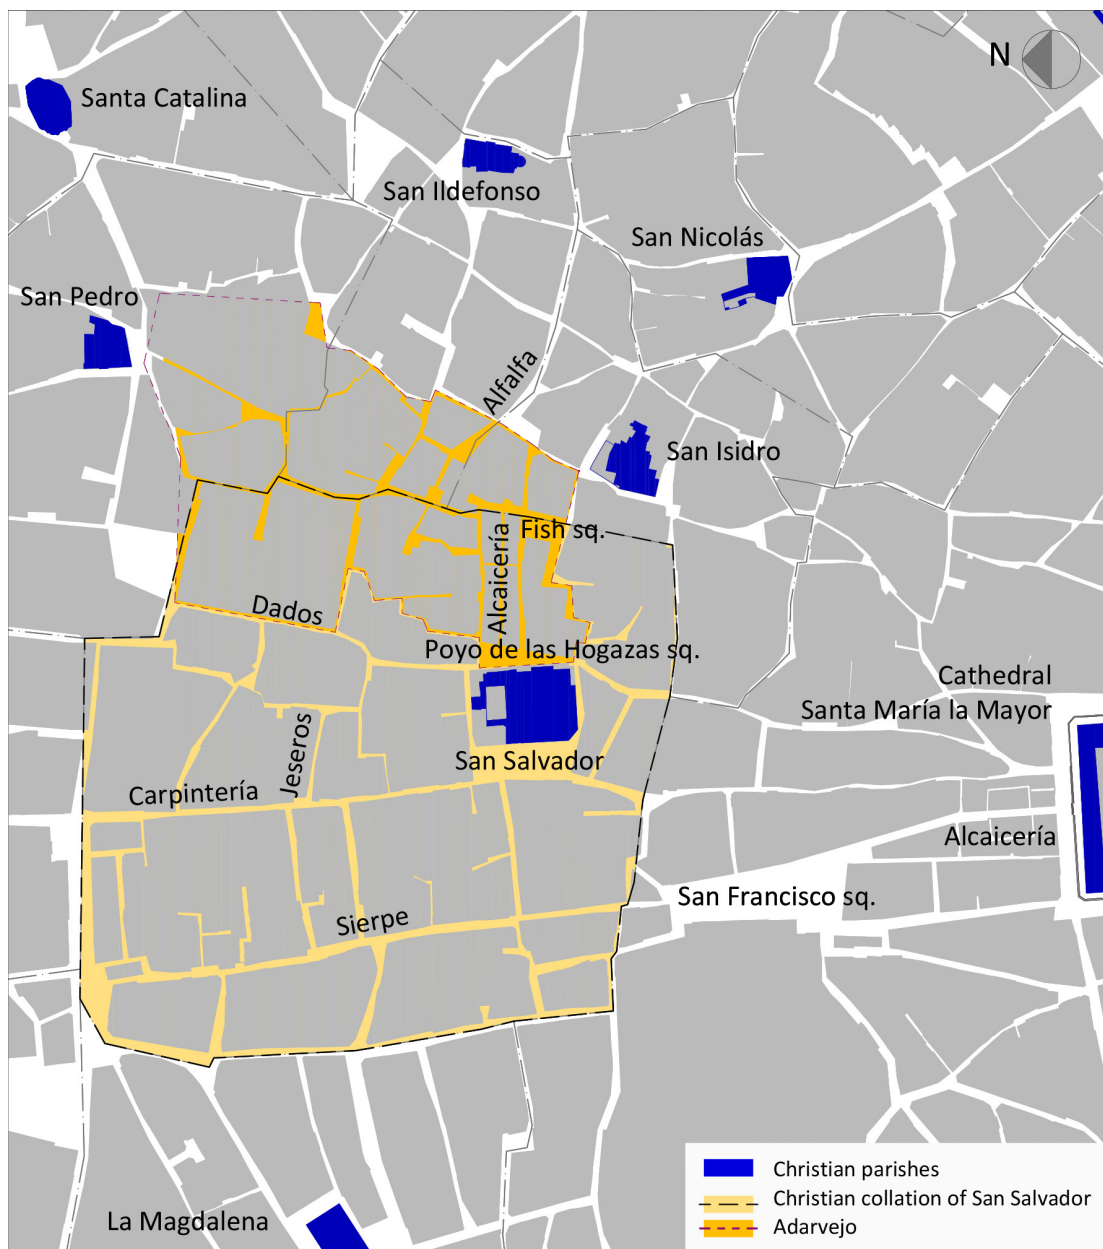 N
Santa Catalina
San Ildefonso
San Nicolás
San Pedro
Alfalfa
San Isidro
Fish sq.
Alcaicería
Dados
Poyo de las Hogazas sq.
Cathedral
Santa María la Mayor
Jeseros
San Salvador
Carpintería
Alcaicería
San Francisco sq.
Sierpe
Christian parishes
Christian collation of San Salvador
La Magdalena
Adarvejo